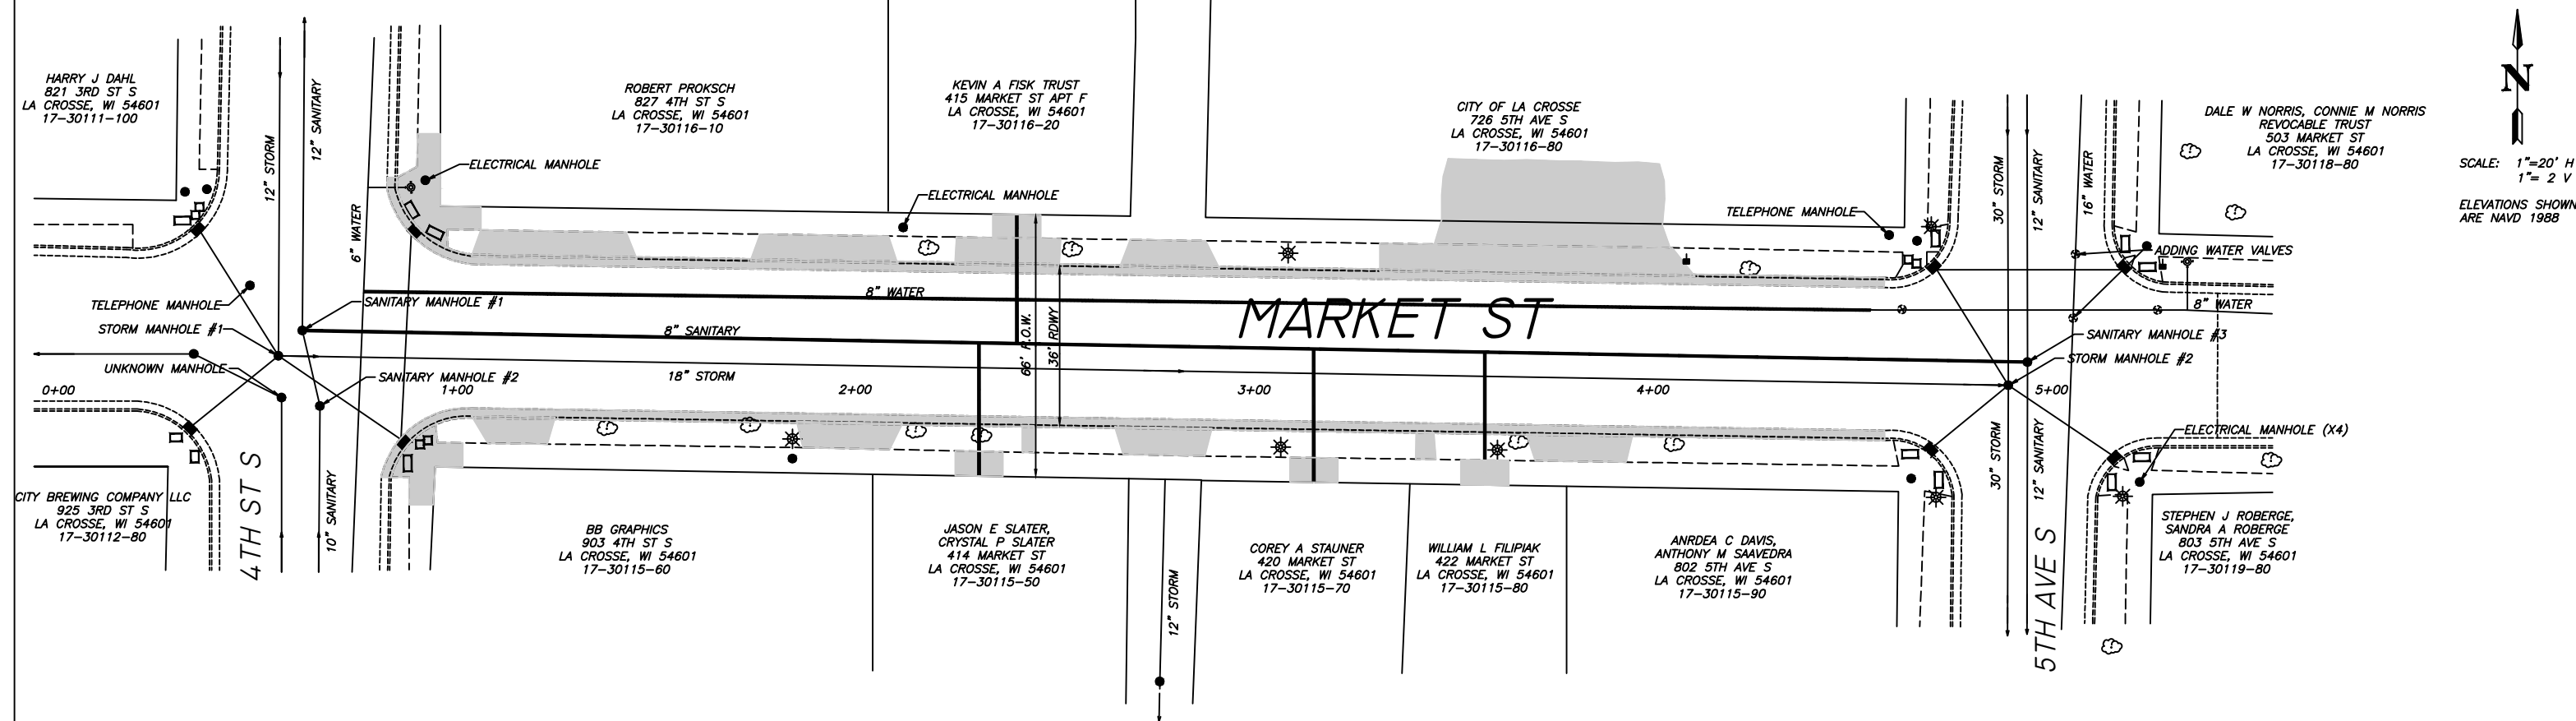 HARRY J DAHL
821 3RD ST S
LA CROSSE, WI 54601
17-30111-100
12" STORM
12" SANITARY
ROBERT PROKSCH
827 4TH ST S
LA CROSSE, WI 54601
17-30116-10
KEVIN A FISK TRUST
415 MARKET ST APT F
LA CROSSE, WI 54601
17-30116-20
CITY OF LA CROSSE
726 5TH AVE S
LA CROSSE, WI 54601
17-30116-80
30" STORM
12" SANITARY
16" WATER
DALE W NORRIS, CONNIE M NORRIS
REVOCABLE TRUST
503 MARKET ST
LA CROSSE, WI 54601
17-30118-80
N
SCALE: 1"=20' H
1"= 2 V
ELEVATIONS SHOWN
ARE NAVD 1988
ELECTRICAL MANHOLE
ELECTRICAL MANHOLE
TELEPHONE MANHOLE
6" WATER
ADDING WATER VALVES
TELEPHONE MANHOLE
SANITARY MANHOLE #1
8" WATER
MARKET ST
8" WATER
STORM MANHOLE #1
8" SANITARY
66' R.O.W.
36' RDWY
SANITARY MANHOLE #3
STORM MANHOLE #2
UNKNOWN MANHOLE
SANITARY MANHOLE #2
18" STORM
0+00
1+00
2+00
3+00
4+00
5+00
4TH ST S
10" SANITARY
30" STORM
12" SANITARY
ELECTRICAL MANHOLE (X4)
CITY BREWING COMPANY LLC
925 3RD ST S
LA CROSSE, WI 54601
17-30112-80
BB GRAPHICS
903 4TH ST S
LA CROSSE, WI 54601
17-30115-60
JASON E SLATER,
CRYSTAL P SLATER
414 MARKET ST
LA CROSSE, WI 54601
17-30115-50
12" STORM
COREY A STAUNER
420 MARKET ST
LA CROSSE, WI 54601
17-30115-70
WILLIAM L FILIPIAK
422 MARKET ST
LA CROSSE, WI 54601
17-30115-80
ANRDEA C DAVIS,
ANTHONY M SAAVEDRA
802 5TH AVE S
LA CROSSE, WI 54601
17-30115-90
5TH AVE S
STEPHEN J ROBERGE,
SANDRA A ROBERGE
803 5TH AVE S
LA CROSSE, WI 54601
17-30119-80